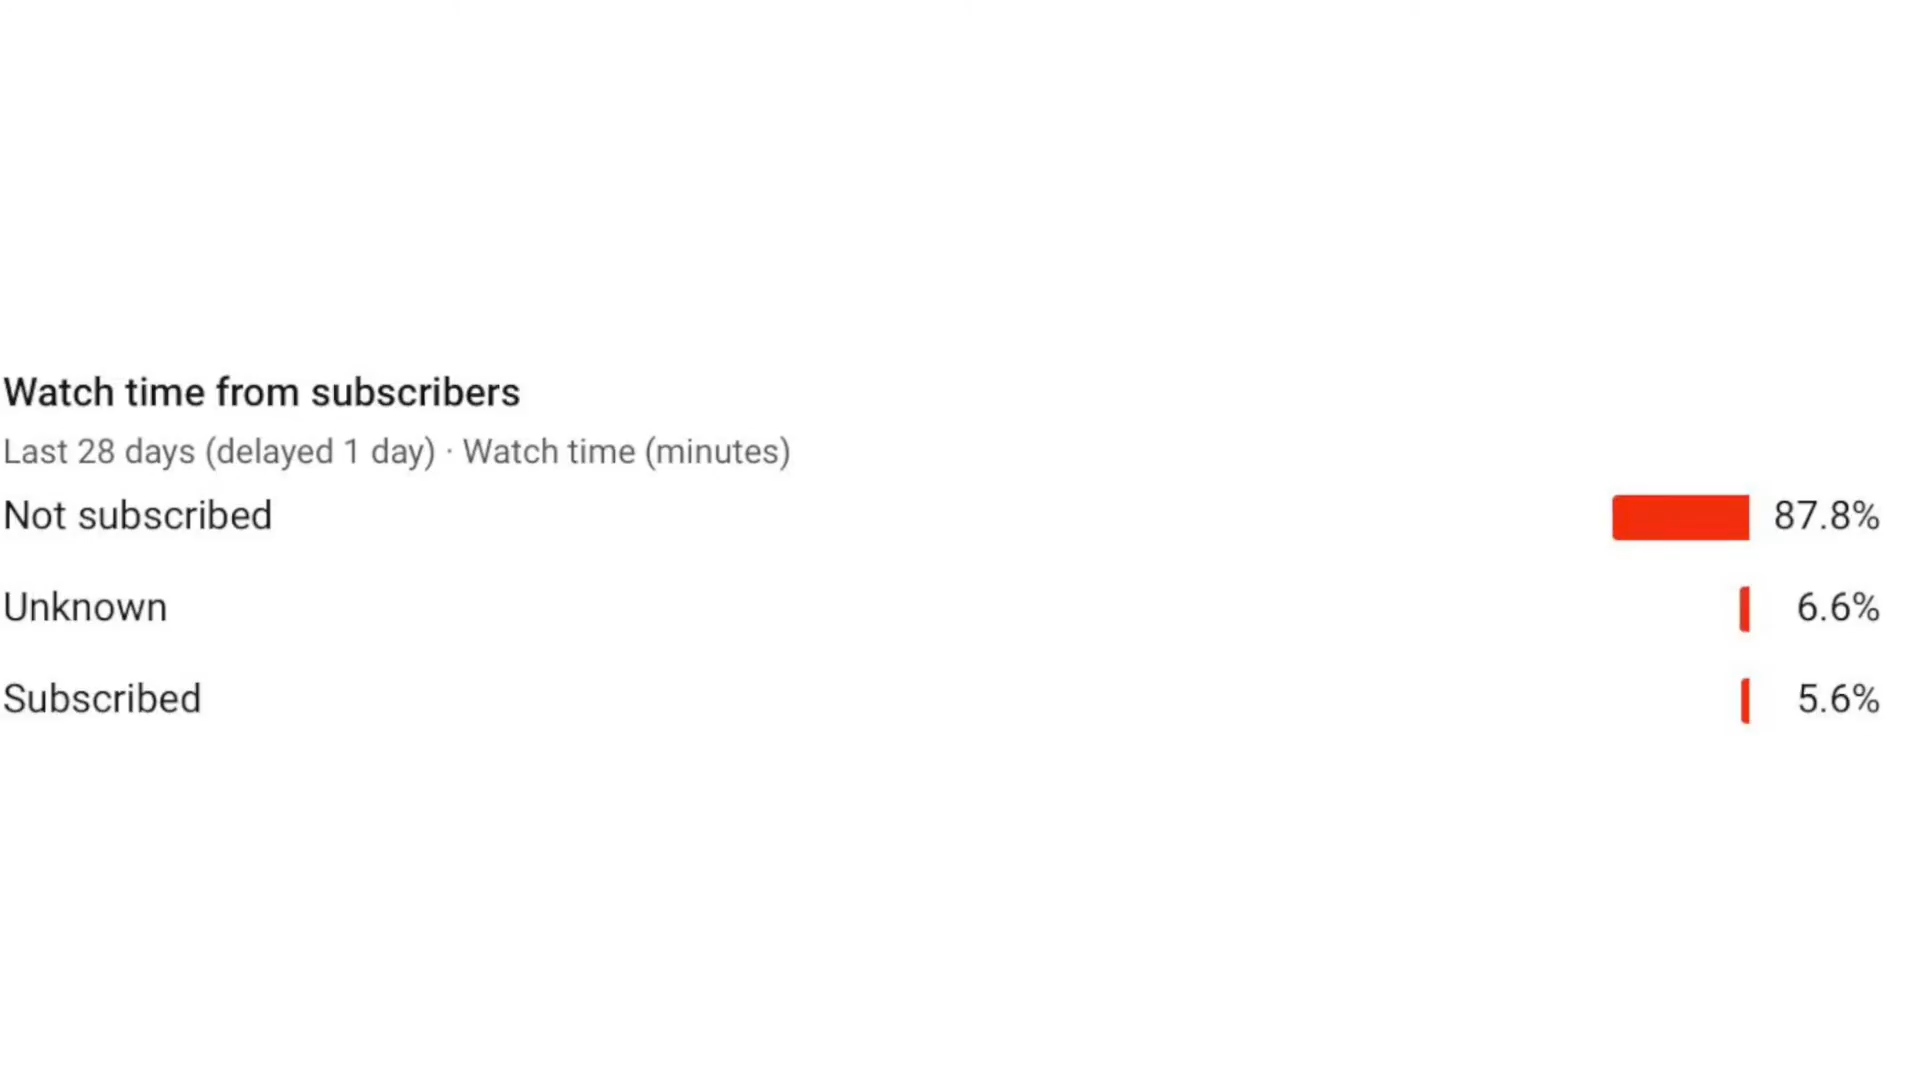 Watch time from subscribers
Last 28 days (delayed 1 day) · Watch time (minutes)
Not subscribed 87.8%
Unknown 6.6%
Subscribed 5.6%